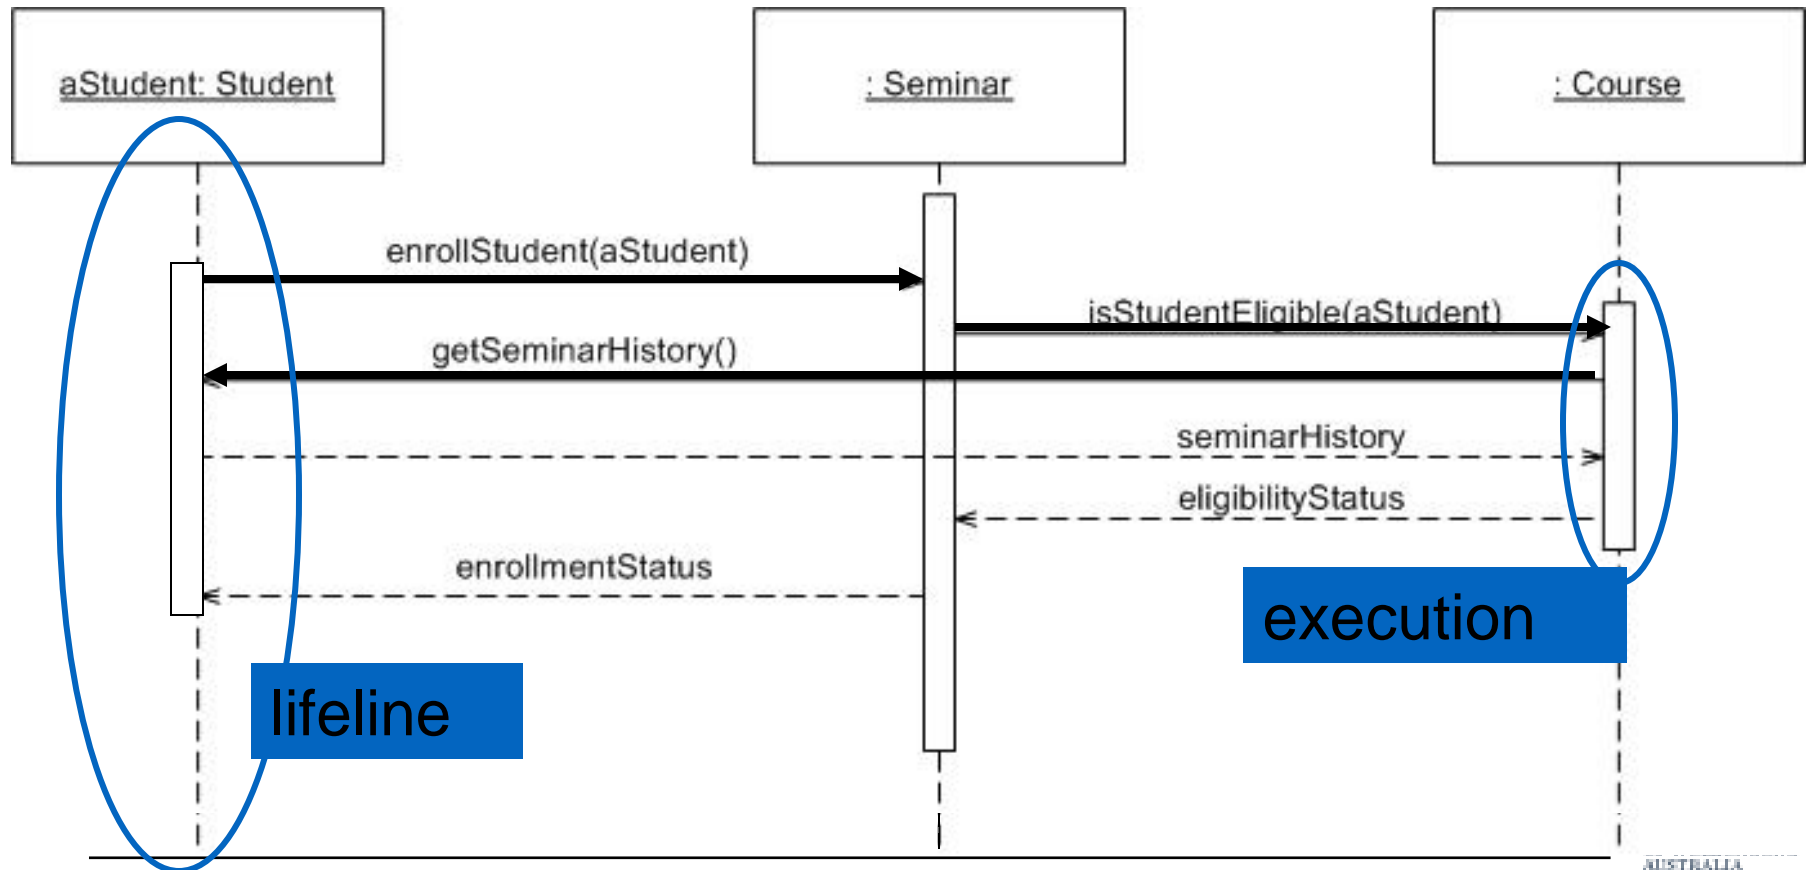 aStudent: Student
: Seminar
: Course
enrollStudent(aStudent)
isStudentEligible(aStudent)
getSeminarHistory()
seminarHistory
eligibilityStatus
enrollmentStatus
execution
lifeline
AUSTRALIA